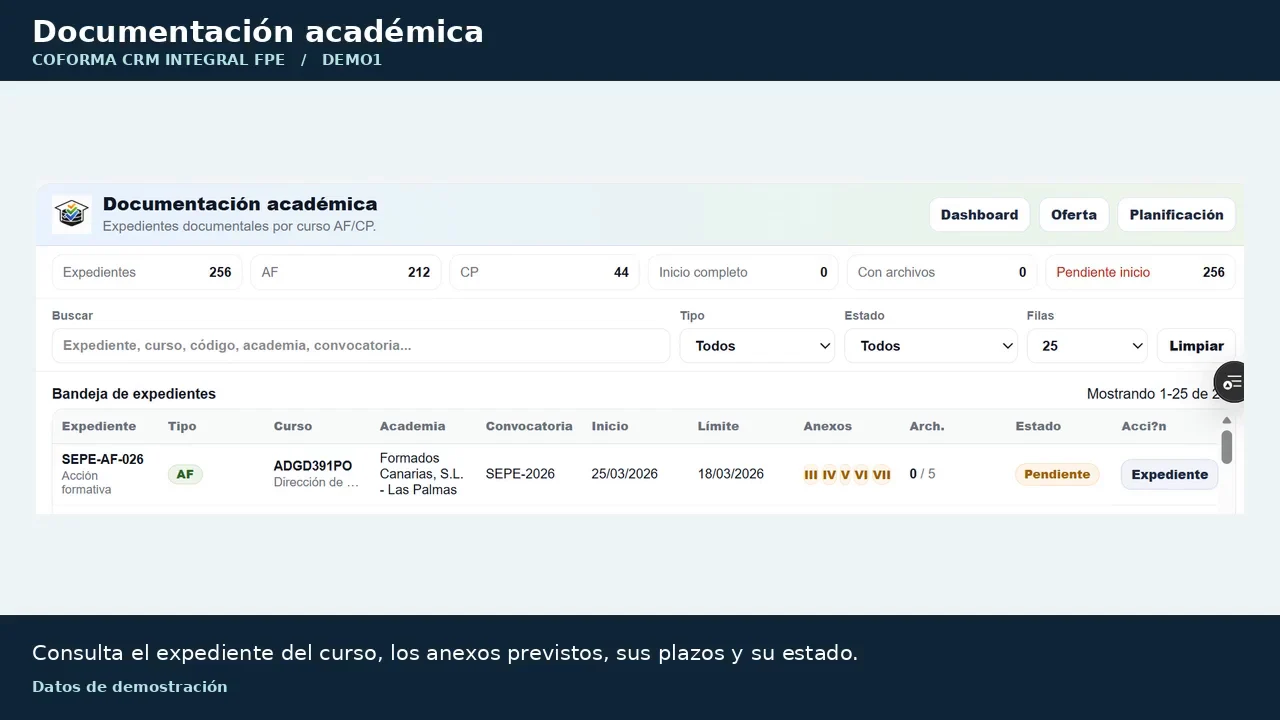 Documentación académica
COFORMA CRM INTEGRAL FPE / DEMO1
Documentación académica
Expedientes documentales por curso AF/CP.
Dashboard Oferta Planificación
Expedientes 256 AF 212 CP 44 Inicio completo 0 Con archivos 0 Pendiente inicio 256
Buscar Tipo Estado Filas
Expediente, curso, código, academia, convocatoria... Todos Todos 25 Limpiar
Bandeja de expedientes Mostrando 1-25 de
Expediente Tipo Curso Academia Convocatoria Inicio Límite Anexos Arch. Estado Acci?n
SEPE-AF-026
Acción
formativa
AF
ADGD391PO
Dirección de ...
Formados
Canarias, S.L.
- Las Palmas
SEPE-2026
25/03/2026
18/03/2026
III IV V VI VII
0 / 5
Pendiente
Expediente
Consulta el expediente del curso, los anexos previstos, sus plazos y su estado.
Datos de demostración